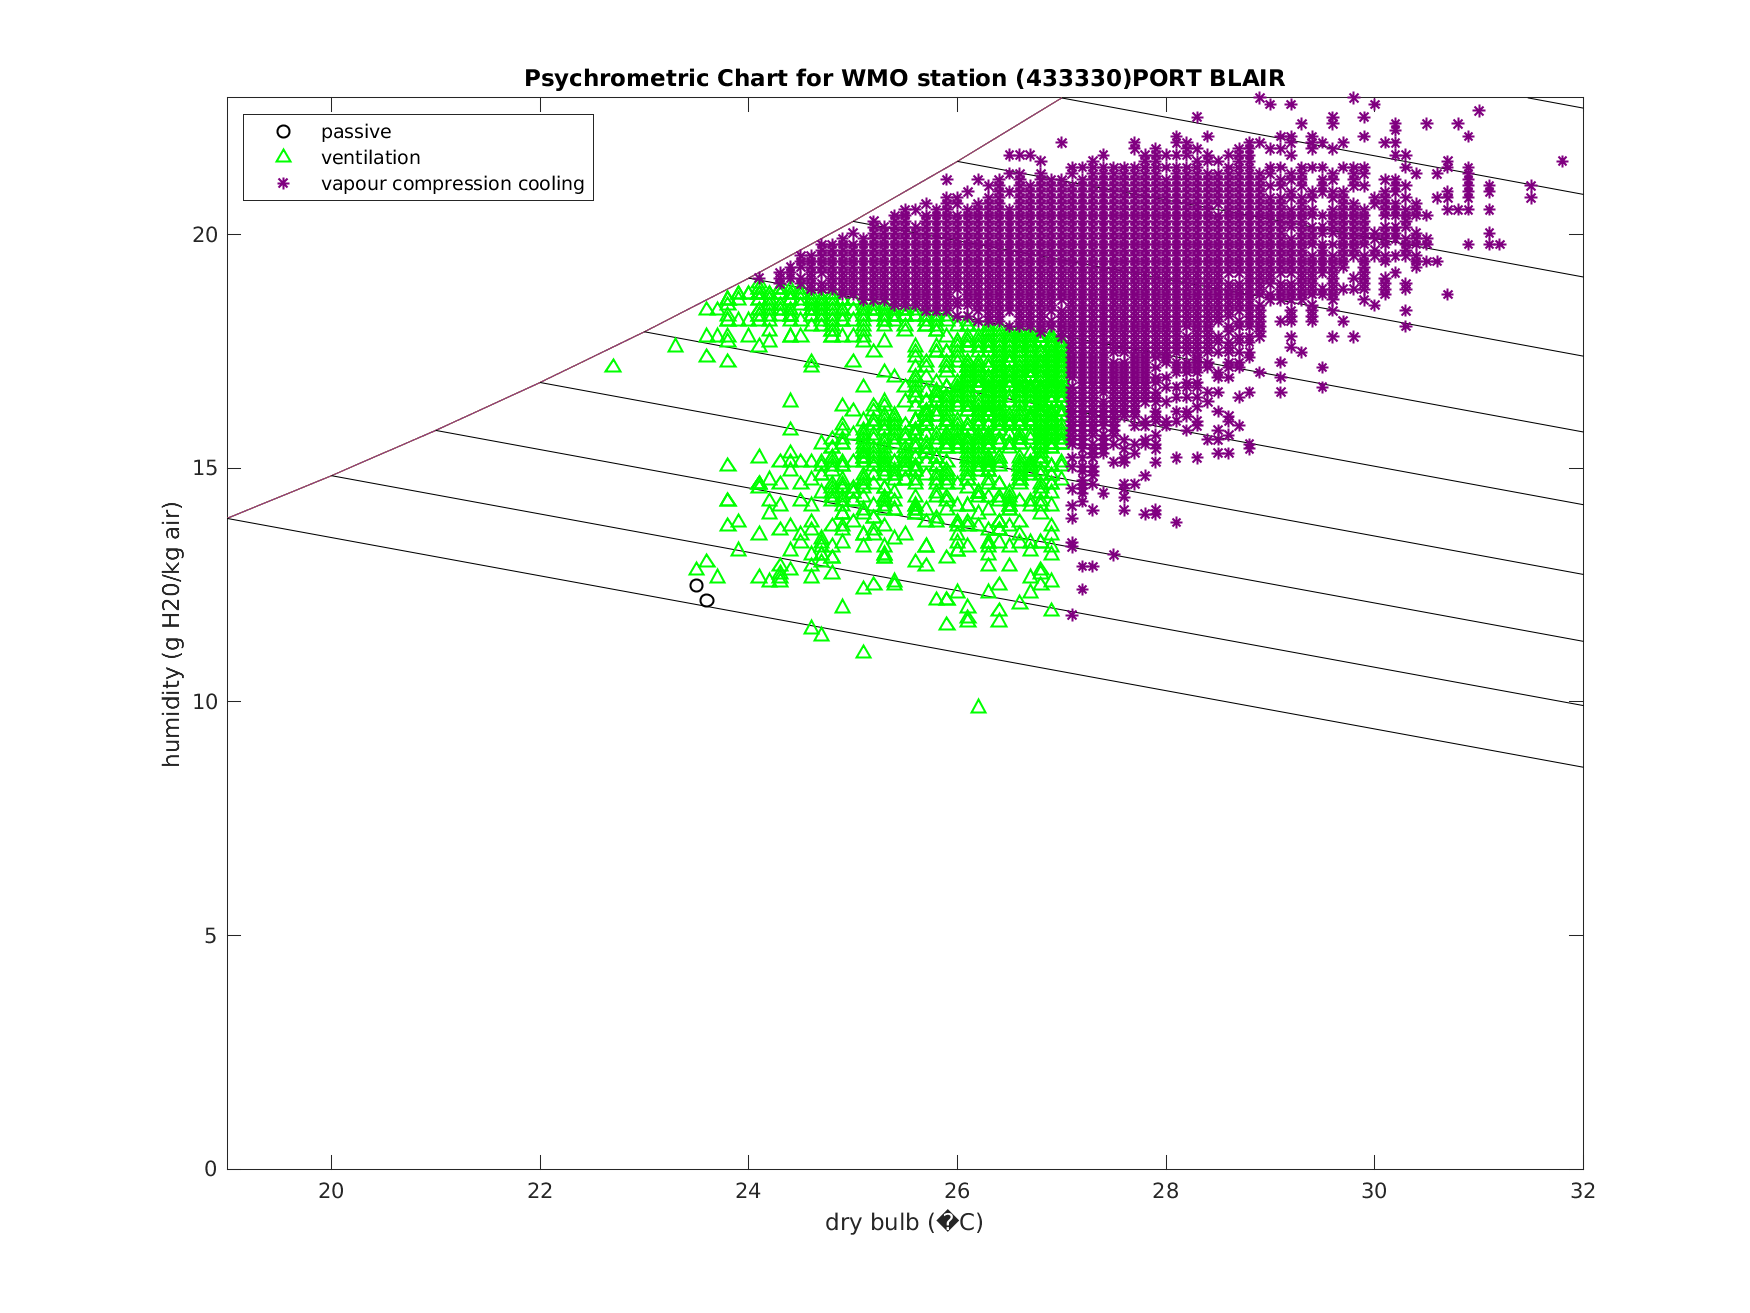 Psychrometric Chart for WMO station (433330)PORT BLAIR
passive
ventilation
vapour compression cooling
humidity (g H20/kg air)
20
15
10
5
0
20 22 24 26 28 30 32
dry bulb (�C)